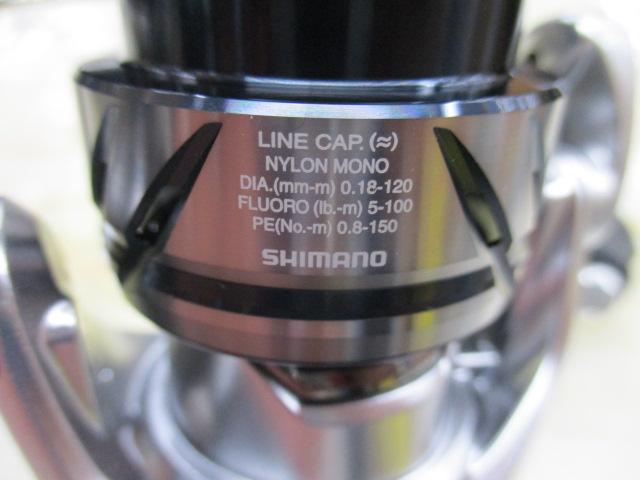 LINE CAP. (≈)
NYLON MONO
DIA.(mm-m) 0.18-120
FLUORO (lb.-m) 5-100
PE(No.-m) 0.8-150
SHIMANO